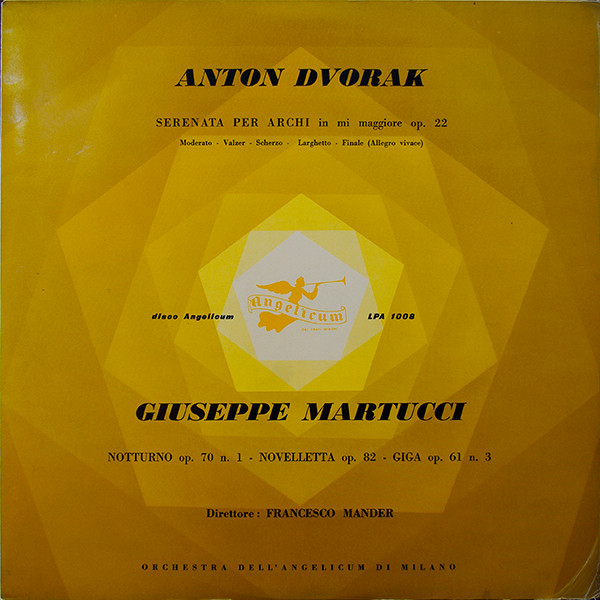 ANTON DVORAK
SERENATA PER ARCHI in mi maggiore op. 22
Moderato - Valzer - Scherzo - Larghetto - Finale (Allegro vivace)
Angelicum
disco Angelicum
LPA 1008
GIUSEPPE MARTUCCI
NOTTURNO op. 70 n. 1 - NOVELLETTA op. 82 - GIGA op. 61 n. 3
Direttore: FRANCESCO MANDER
ORCHESTRA DELL'ANGELICUM DI MILANO